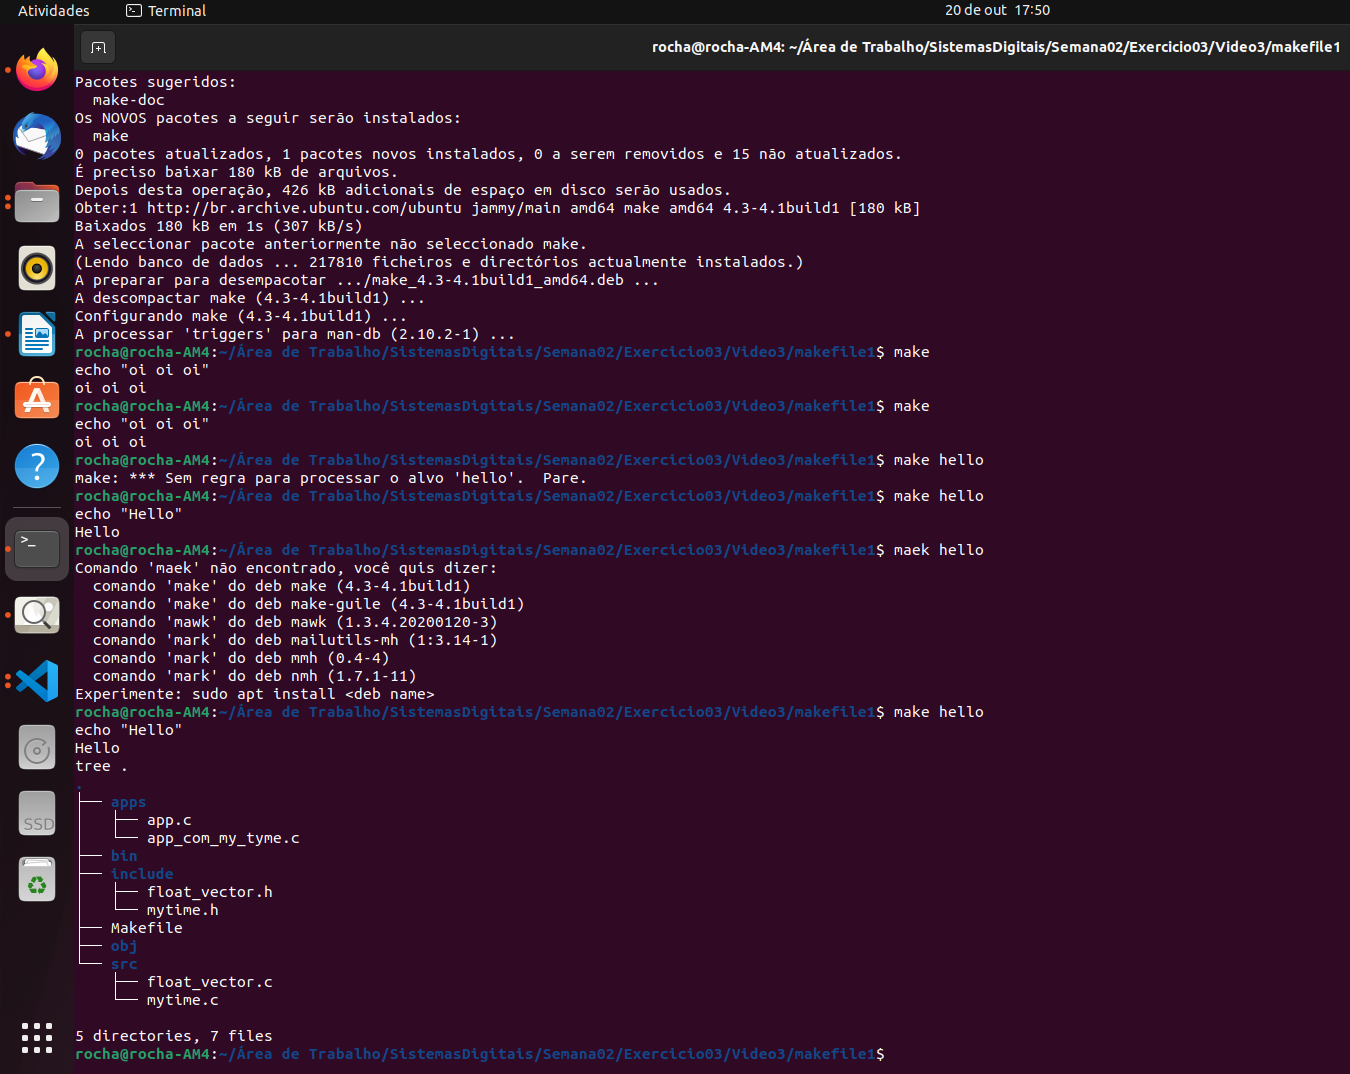 Atividades
Terminal
20 de out 17:50
rocha@rocha-AM4: ~/Área de Trabalho/SistemasDigitais/Semana02/Exercicio03/Video3/makefile1
Pacotes sugeridos:
  make-doc
Os NOVOS pacotes a seguir serão instalados:
  make
0 pacotes atualizados, 1 pacotes novos instalados, 0 a serem removidos e 15 não atualizados.
É preciso baixar 180 kB de arquivos.
Depois desta operação, 426 kB adicionais de espaço em disco serão usados.
Obter:1 http://br.archive.ubuntu.com/ubuntu jammy/main amd64 make amd64 4.3-4.1build1 [180 kB]
Baixados 180 kB em 1s (307 kB/s)
A seleccionar pacote anteriormente não seleccionado make.
(Lendo banco de dados ... 217810 ficheiros e directórios actualmente instalados.)
A preparar para desempacotar .../make_4.3-4.1build1_amd64.deb ...
A descompactar make (4.3-4.1build1) ...
Configurando make (4.3-4.1build1) ...
A processar 'triggers' para man-db (2.10.2-1) ...
rocha@rocha-AM4:~/Área de Trabalho/SistemasDigitais/Semana02/Exercicio03/Video3/makefile1$ make
echo "oi oi oi"
oi oi oi
rocha@rocha-AM4:~/Área de Trabalho/SistemasDigitais/Semana02/Exercicio03/Video3/makefile1$ make
echo "oi oi oi"
oi oi oi
rocha@rocha-AM4:~/Área de Trabalho/SistemasDigitais/Semana02/Exercicio03/Video3/makefile1$ make hello
make: *** Sem regra para processar o alvo 'hello'.  Pare.
rocha@rocha-AM4:~/Área de Trabalho/SistemasDigitais/Semana02/Exercicio03/Video3/makefile1$ make hello
echo "Hello"
Hello
rocha@rocha-AM4:~/Área de Trabalho/SistemasDigitais/Semana02/Exercicio03/Video3/makefile1$ maek hello
Comando 'maek' não encontrado, você quis dizer:
  comando 'make' do deb make (4.3-4.1build1)
  comando 'make' do deb make-guile (4.3-4.1build1)
  comando 'mawk' do deb mawk (1.3.4.20200120-3)
  comando 'mark' do deb mailutils-mh (1:3.14-1)
  comando 'mark' do deb mmh (0.4-4)
  comando 'mark' do deb nmh (1.7.1-11)
Experimente: sudo apt install <deb name>
rocha@rocha-AM4:~/Área de Trabalho/SistemasDigitais/Semana02/Exercicio03/Video3/makefile1$ make hello
echo "Hello"
Hello
tree .
.
├── apps
│   ├── app.c
│   └── app_com_my_tyme.c
├── bin
├── include
│   ├── float_vector.h
│   └── mytime.h
├── Makefile
├── obj
└── src
    ├── float_vector.c
    └── mytime.c
5 directories, 7 files
rocha@rocha-AM4:~/Área de Trabalho/SistemasDigitais/Semana02/Exercicio03/Video3/makefile1$
SSD